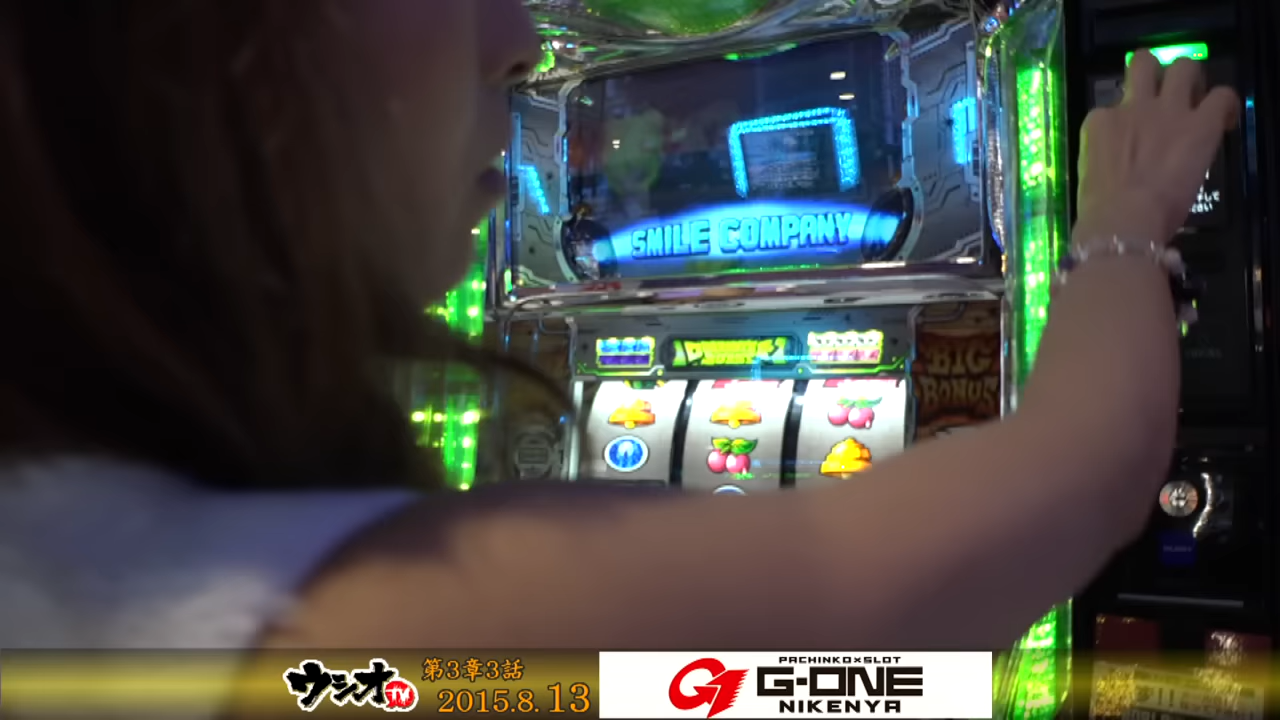 SMILE COMPANY
BIG
BONUS
ウシオTV
第3章3話
2015.8.13
G1
PACHINKO×SLOT
G-ONE
NIKENYA